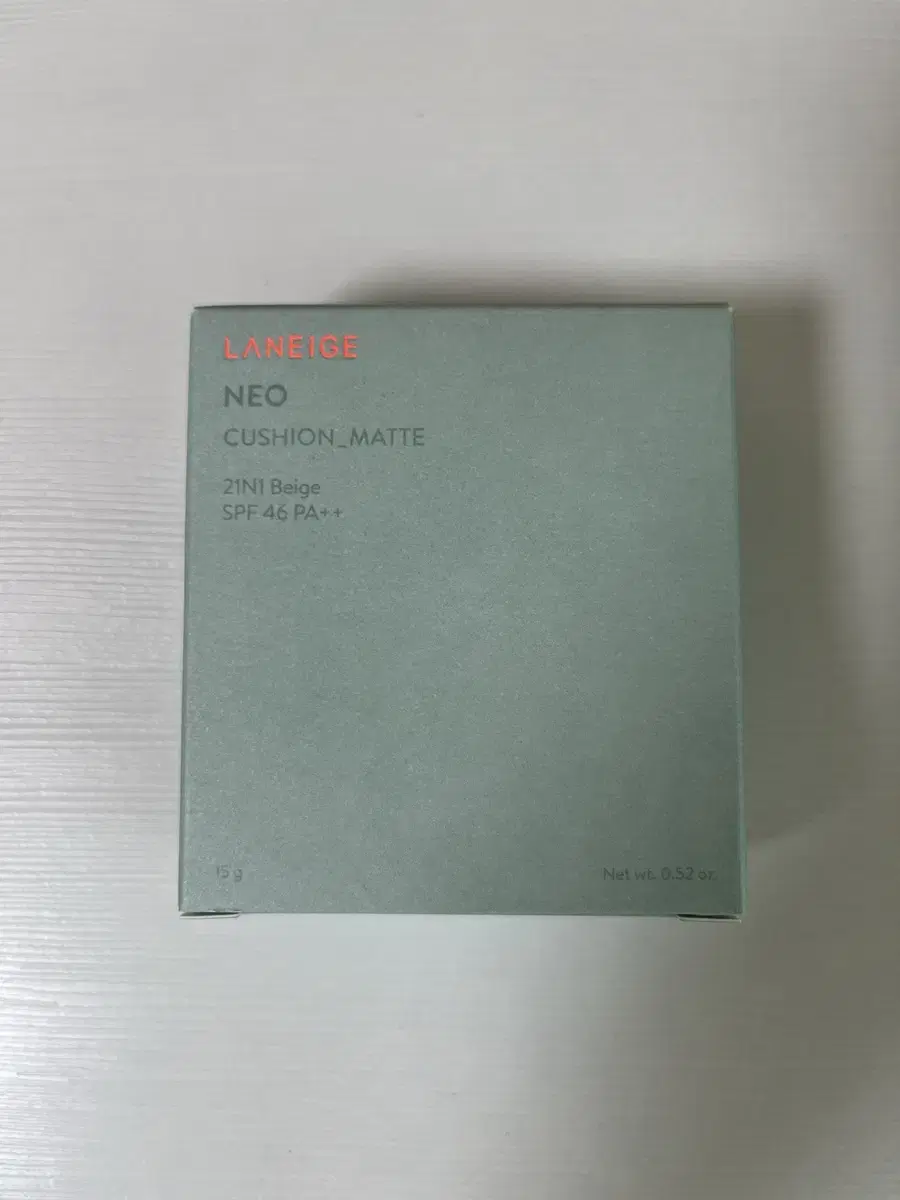 LANEIGE
NEO
CUSHION_MATTE
21N1 Beige
SPF 46 PA++
15 g
Net wt. 0.52 oz.